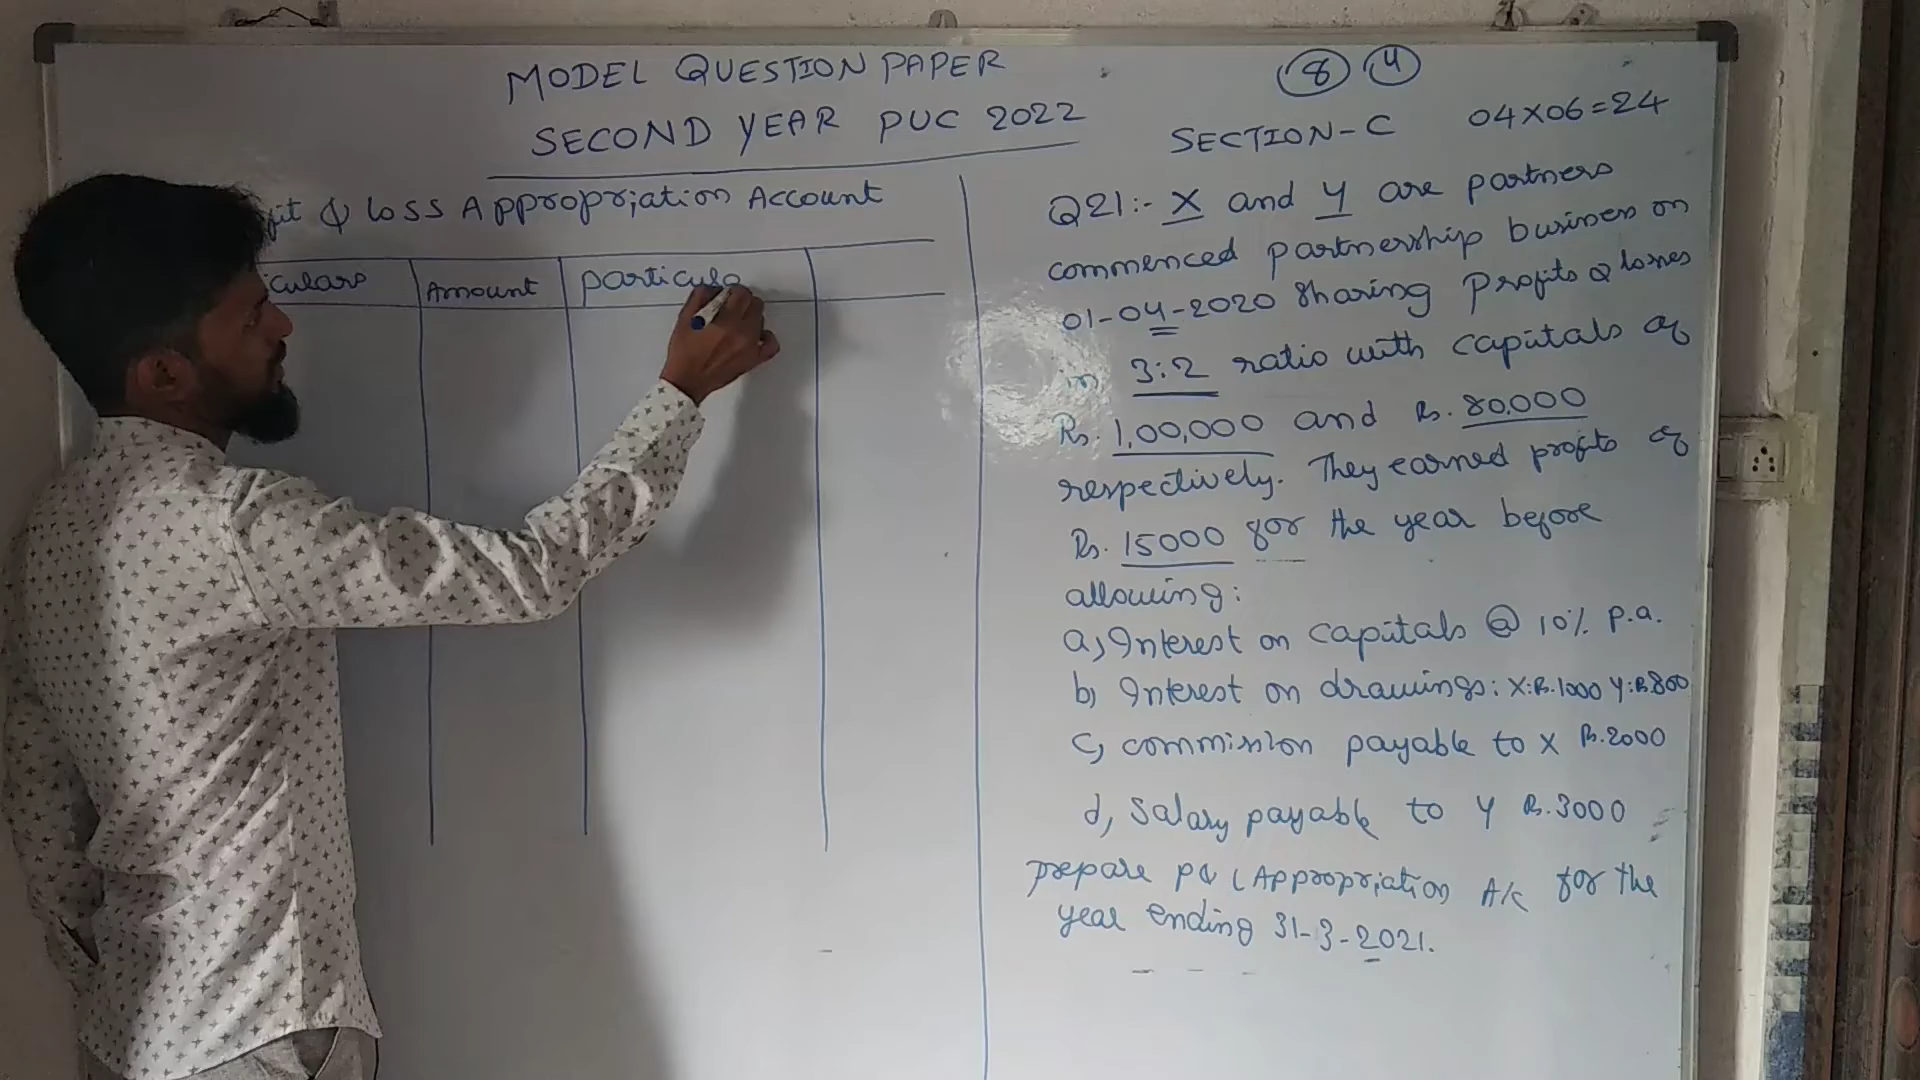 MODEL QUESTION PAPER
SECOND YEAR PUC 2022
8 4
SECTION-C 04X06=24
& loss Appropriation Account
Amount
Q21:- X and Y are partners
commenced partnership business on
01-04-2020 sharing profits & losses
in 3:2 ratio with capitals of
Rs. 1,00,000 and Rs. 80,000
respectively. They earned profits of
Rs. 15000 for the year before
allowing:
a) Interest on capitals @ 10% p.a.
b) Interest on drawings: X:Rs.1000 Y:Rs.800
c) commission payable to X Rs.2000
d) salary payable to Y Rs.3000
prepare P&L Appropriation A/c for the
year ending 31-3-2021.